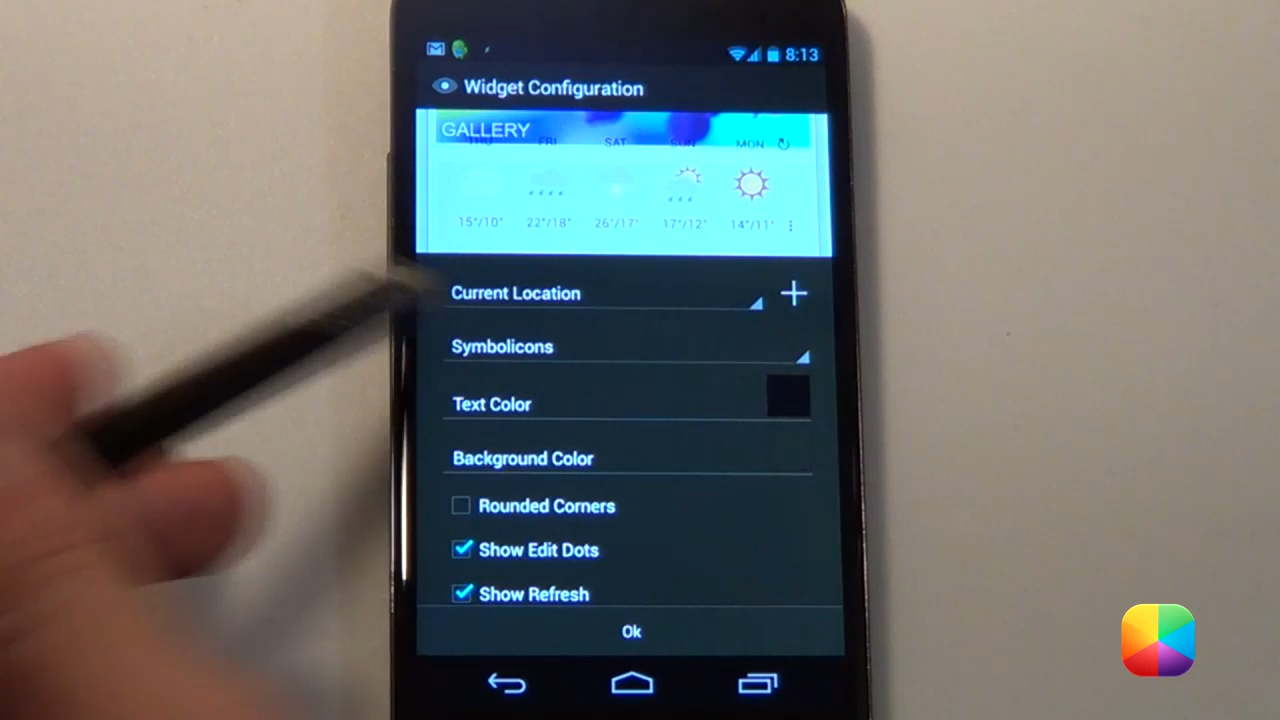 8:13
Widget Configuration
GALLERY
THU FRI SAT SUN MON
15°/10° 22°/18° 26°/17° 17°/12° 14°/11°
Current Location
Symbolicons
Text Color
Background Color
Rounded Corners
Show Edit Dots
Show Refresh
Ok